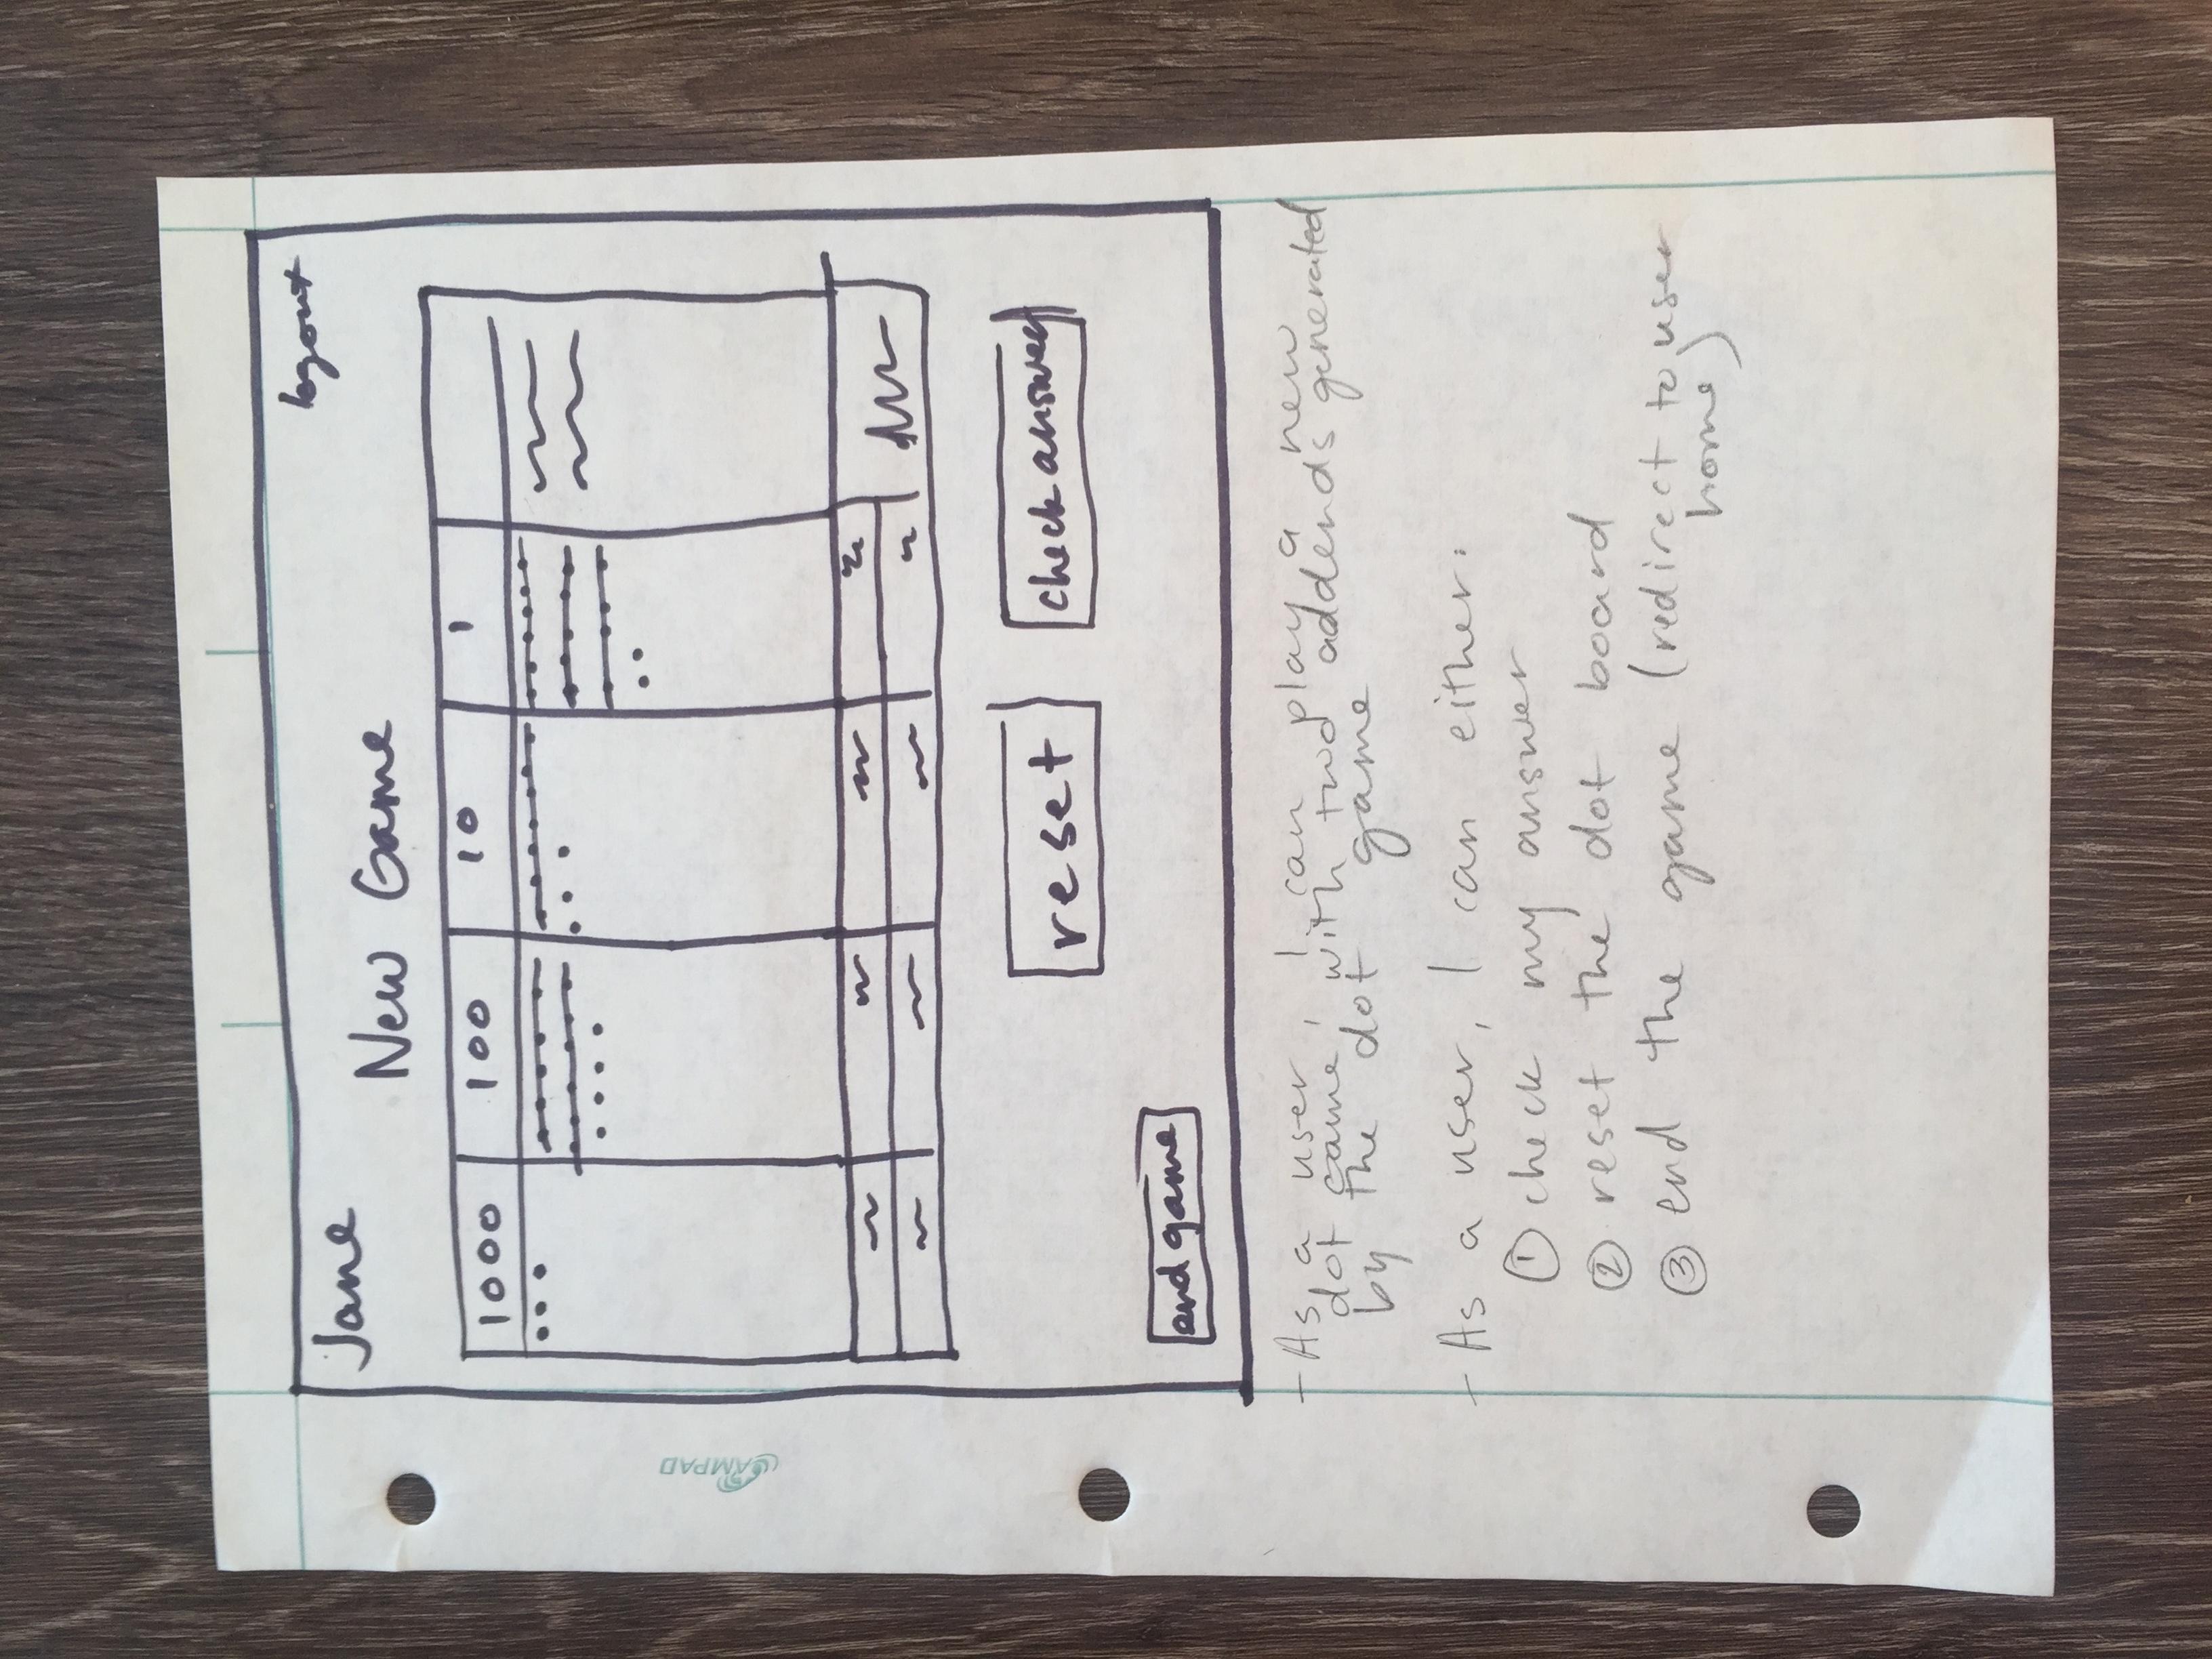 Jane
logout
New Game
1000 100 10 1
reset
check answer
end game
AMPAD
- As a user, I can play a new
dot game, with two addends generated
by the dot game
- As a user, I can either:
① check my answer
② reset the dot board
③ end the game (redirect to user
home)